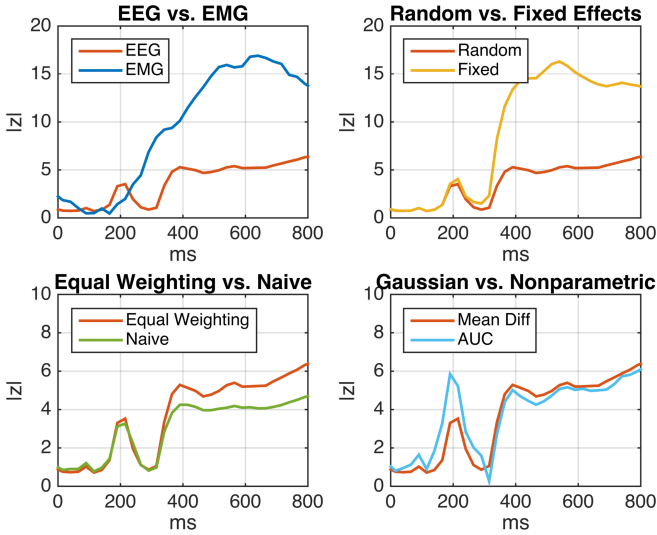 EEG vs. EMG
Random vs. Fixed Effects
20
15
10
5
0
|z|
EEG
EMG
0 200 400 600 800
ms
20
15
10
5
0
|z|
Random
Fixed
0 200 400 600 800
ms
Equal Weighting vs. Naive
Gaussian vs. Nonparametric
10
8
6
4
2
0
|z|
Equal Weighting
Naive
0 200 400 600 800
ms
10
8
6
4
2
0
|z|
Mean Diff
AUC
0 200 400 600 800
ms